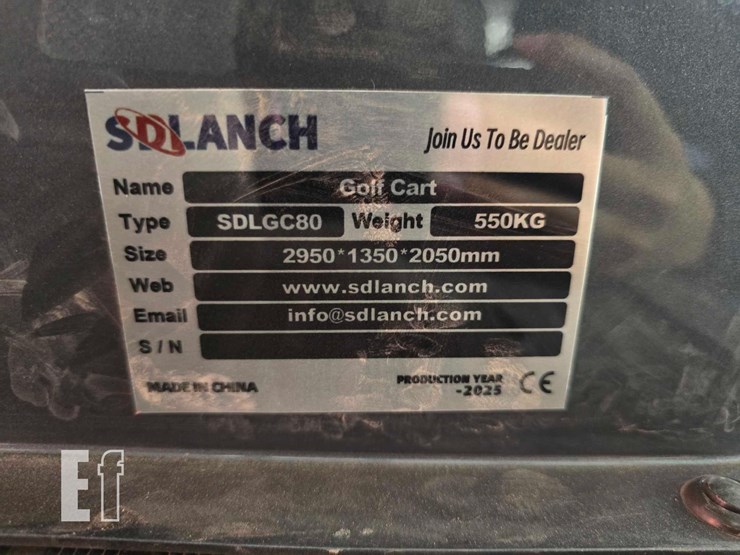 SDLANCH Join Us To Be Dealer
Name Golf Cart
Type SDLGC80 Weight 550KG
Size 2950*1350*2050mm
Web www.sdlanch.com
Email info@sdlanch.com
S/N
MADE IN CHINA PRODUCTION YEAR CE
-2025
Ef